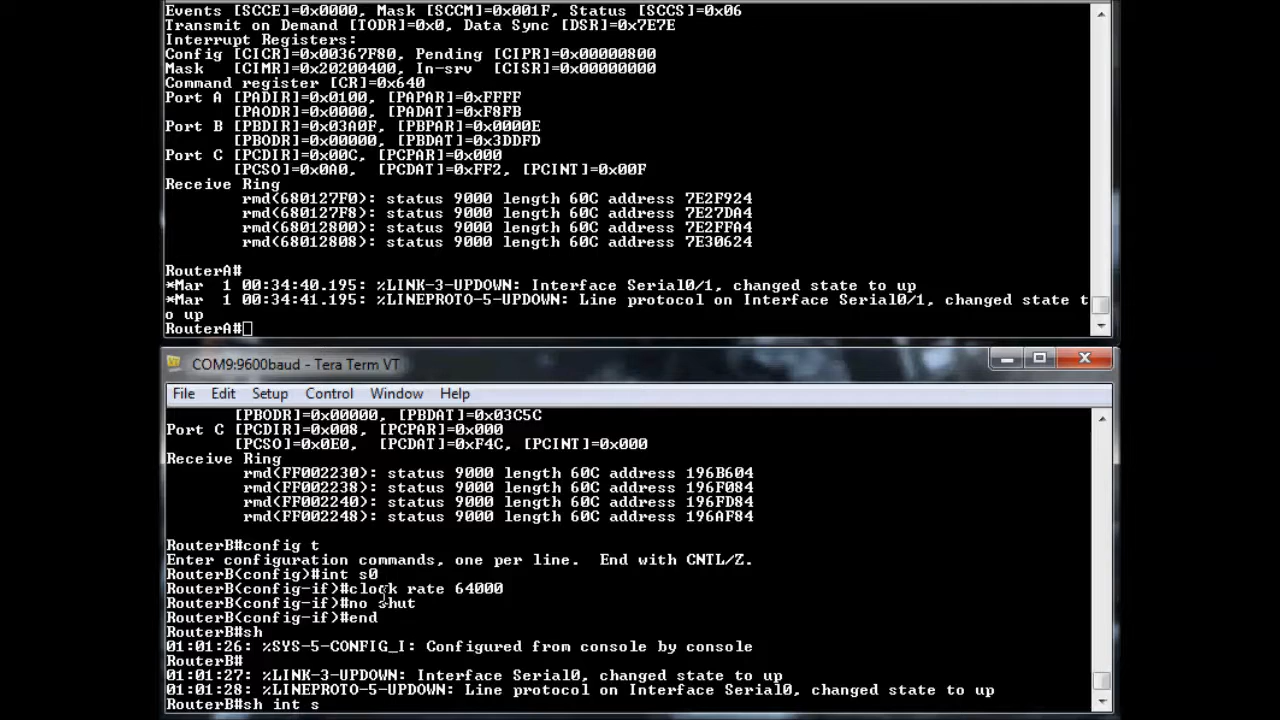 Events [SCCE]=0x0000, Mask [SCCM]=0x001F, Status [SCCS]=0x06
Transmit on Demand [TODR]=0x0, Data Sync [DSR]=0x7E7E
Interrupt Registers:
Config [CICR]=0x00367F80, Pending [CIPR]=0x00000800
Mask   [CIMR]=0x20200400, In-srv  [CISR]=0x00000000
Command register [CR]=0x640
Port A [PADIR]=0x0100, [PAPAR]=0xFFFF
       [PAODR]=0x0000, [PADAT]=0xF8FB
Port B [PBDIR]=0x03A0F, [PBPAR]=0x0000E
       [PBODR]=0x00000, [PBDAT]=0x3DDFD
Port C [PCDIR]=0x00C, [PCPAR]=0x000
       [PCSO]=0x0A0,  [PCDAT]=0xFF2, [PCINT]=0x00F
Receive Ring
        rmd(680127F0): status 9000 length 60C address 7E2F924
        rmd(680127F8): status 9000 length 60C address 7E27DA4
        rmd(68012800): status 9000 length 60C address 7E2FFA4
        rmd(68012808): status 9000 length 60C address 7E30624
RouterA#
*Mar  1 00:34:40.195: %LINK-3-UPDOWN: Interface Serial0/1, changed state to up
*Mar  1 00:34:41.195: %LINEPROTO-5-UPDOWN: Line protocol on Interface Serial0/1, changed state t
o up
RouterA#
COM9:9600baud - Tera Term VT
File Edit Setup Control Window Help
       [PBODR]=0x00000, [PBDAT]=0x03C5C
Port C [PCDIR]=0x008, [PCPAR]=0x000
       [PCSO]=0x0E0,  [PCDAT]=0xF4C, [PCINT]=0x000
Receive Ring
        rmd(FF002230): status 9000 length 60C address 196B604
        rmd(FF002238): status 9000 length 60C address 196F084
        rmd(FF002240): status 9000 length 60C address 196FD84
        rmd(FF002248): status 9000 length 60C address 196AF84
RouterB#config t
Enter configuration commands, one per line.  End with CNTL/Z.
RouterB(config)#int s0
RouterB(config-if)#clock rate 64000
RouterB(config-if)#no shut
RouterB(config-if)#end
RouterB#sh
01:01:26: %SYS-5-CONFIG_I: Configured from console by console
RouterB#
01:01:27: %LINK-3-UPDOWN: Interface Serial0, changed state to up
01:01:28: %LINEPROTO-5-UPDOWN: Line protocol on Interface Serial0, changed state to up
RouterB#sh int s